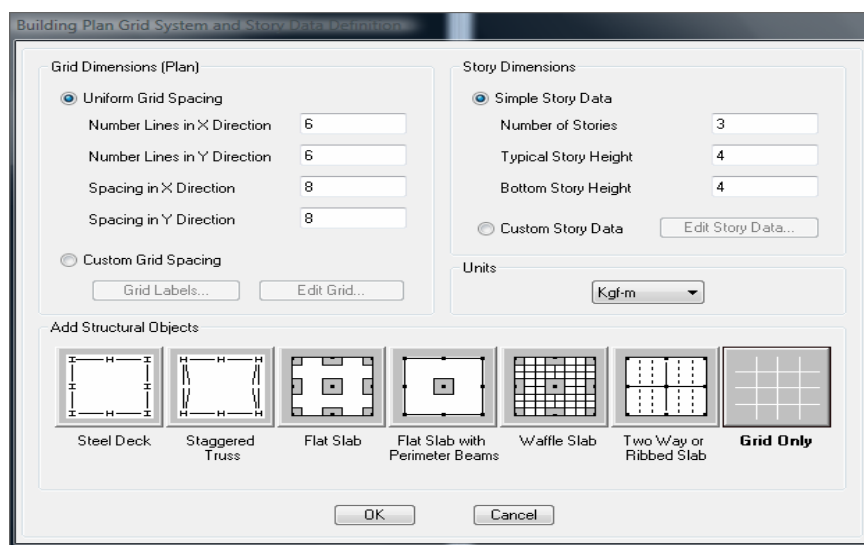 Building Plan Grid System and Story Data Definition
Grid Dimensions (Plan)
Uniform Grid Spacing
Number Lines in X Direction 6
Number Lines in Y Direction 6
Spacing in X Direction 8
Spacing in Y Direction 8
Custom Grid Spacing
Grid Labels... Edit Grid...
Story Dimensions
Simple Story Data
Number of Stories 3
Typical Story Height 4
Bottom Story Height 4
Custom Story Data Edit Story Data...
Units
Kgf-m
Add Structural Objects
Steel Deck
Staggered
Truss
Flat Slab
Flat Slab with
Perimeter Beams
Waffle Slab
Two Way or
Ribbed Slab
Grid Only
OK Cancel